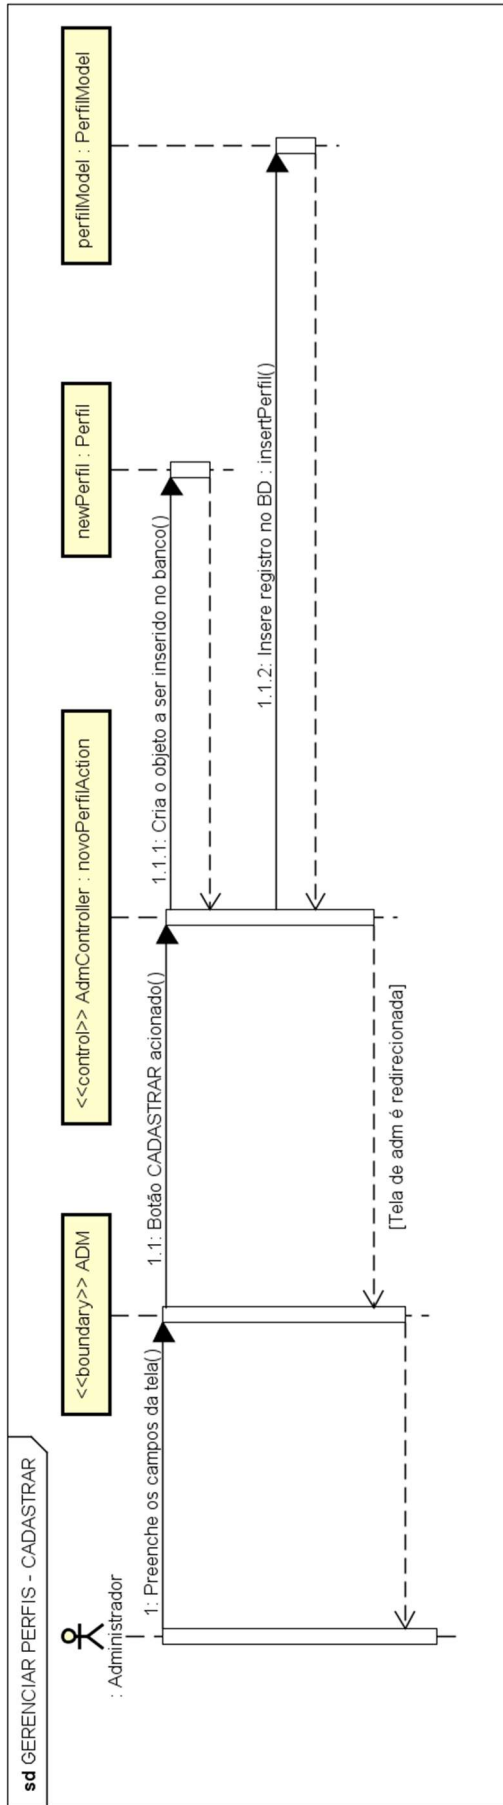 sd GERENCIAR PERFIS - CADASTRAR
: Administrador
<<boundary>> ADM
<<control>> AdmController : novoPerfilAction
newPerfil : Perfil
perfilModel : PerfilModel
1: Preenche os campos da tela()
1.1: Botão CADASTRAR acionado()
1.1.1: Cria o objeto a ser inserido no banco()
1.1.2: Insere registro no BD : insertPerfil()
[Tela de adm é redirecionada]